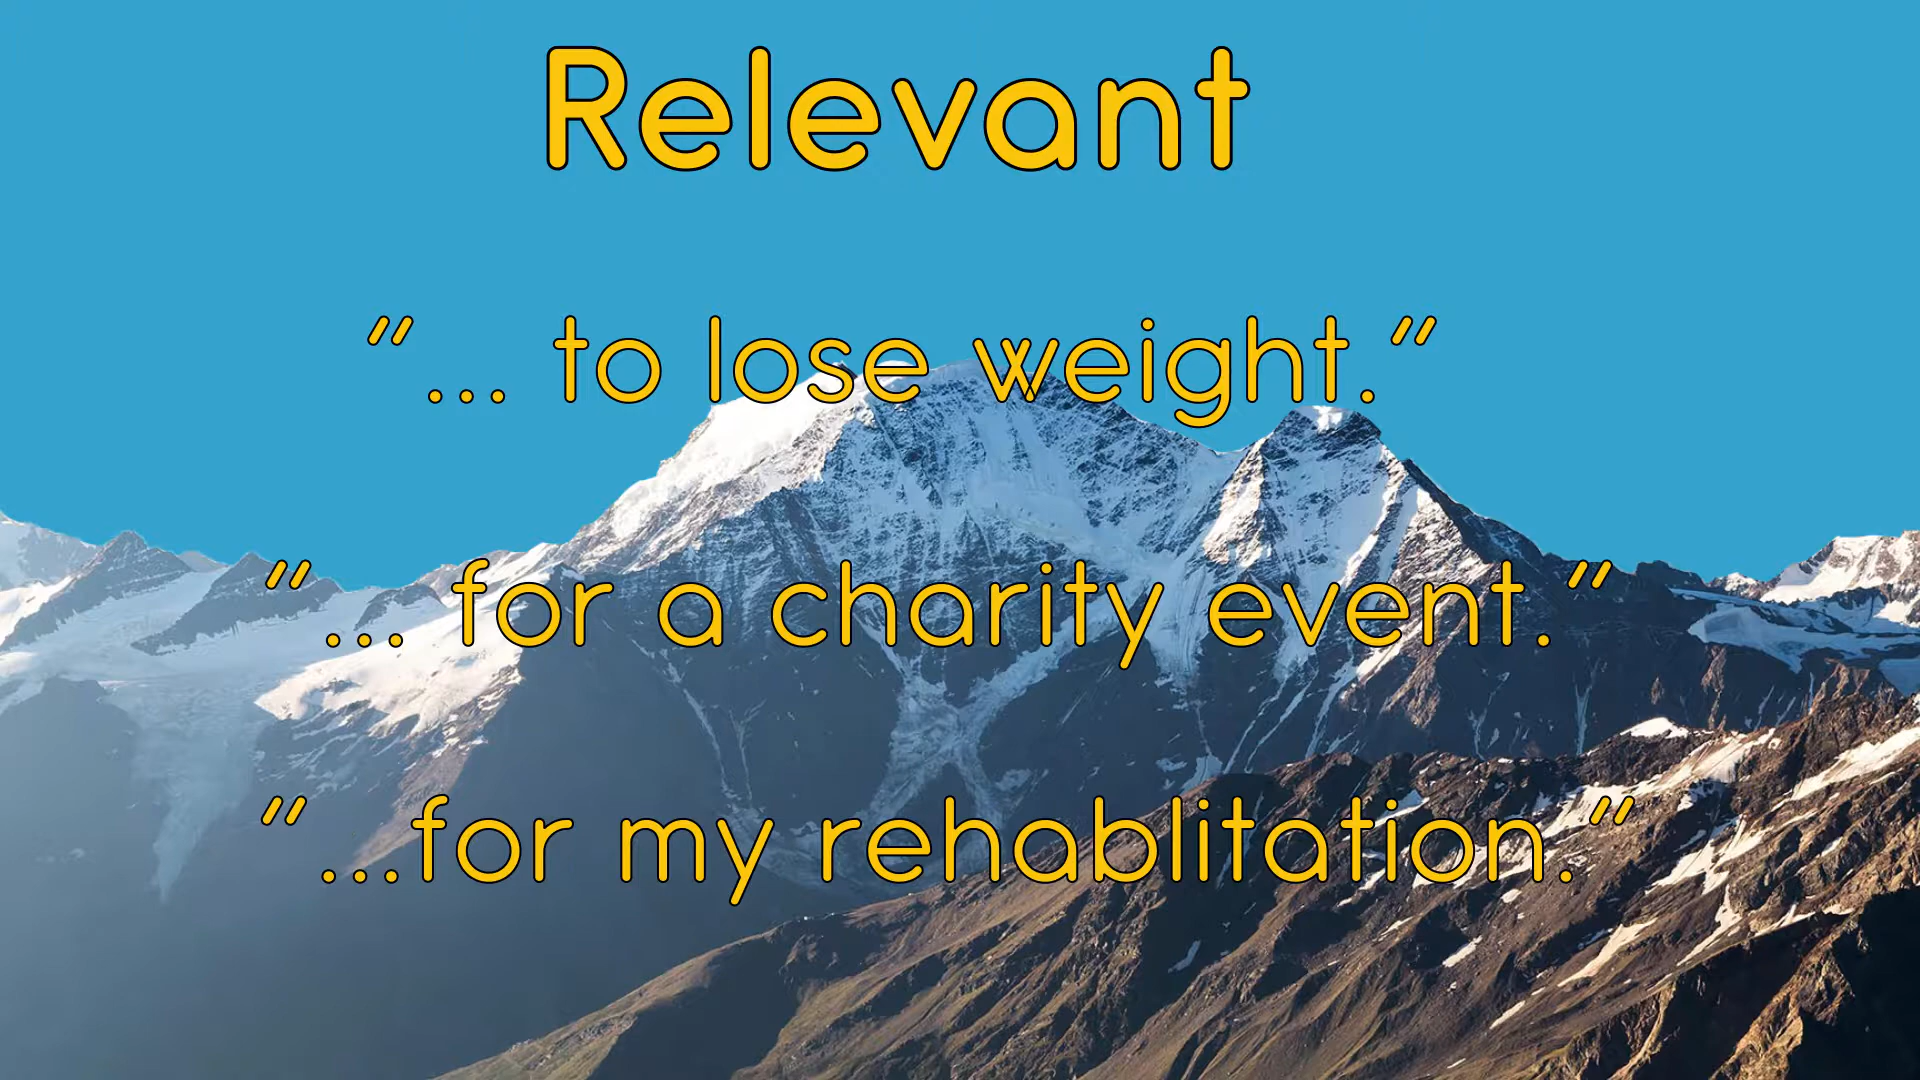 Relevant
"... to lose weight."
"... for a charity event."
"...for my rehablitation."